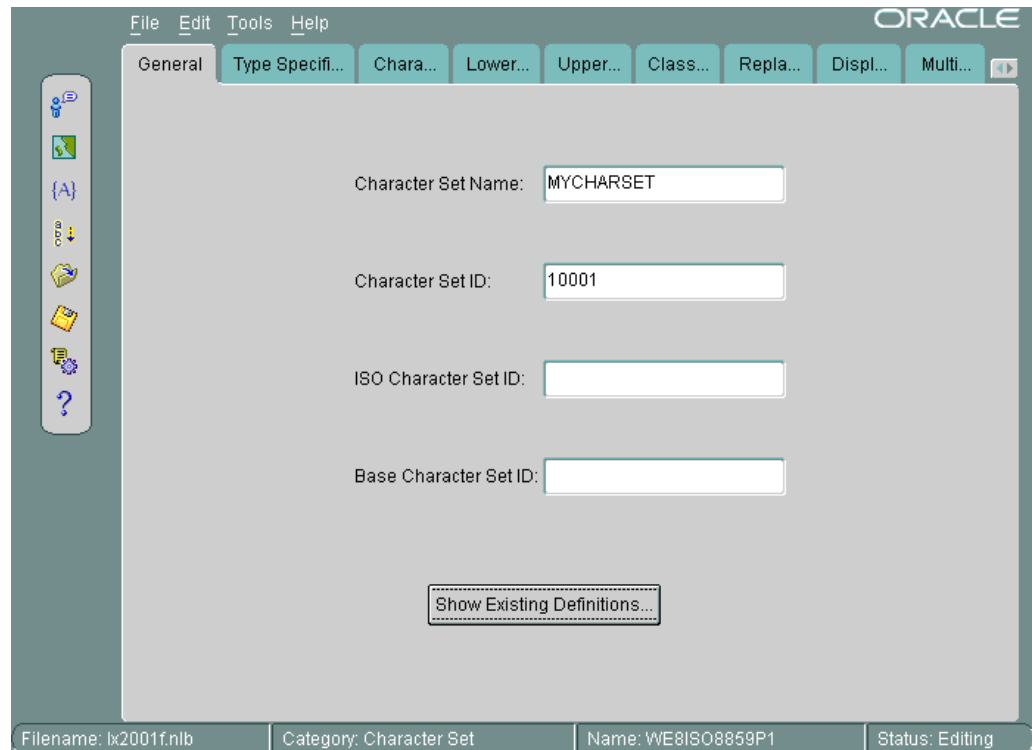 File Edit Tools Help
ORACLE
General Type Specifi... Chara... Lower... Upper... Class... Repla... Displ... Multi...
{A}
a
b
c
?
Character Set Name: MYCHARSET
Character Set ID: 10001
ISO Character Set ID:
Base Character Set ID:
Show Existing Definitions...
Filename: lx2001f.nlb Category: Character Set Name: WE8ISO8859P1 Status: Editing